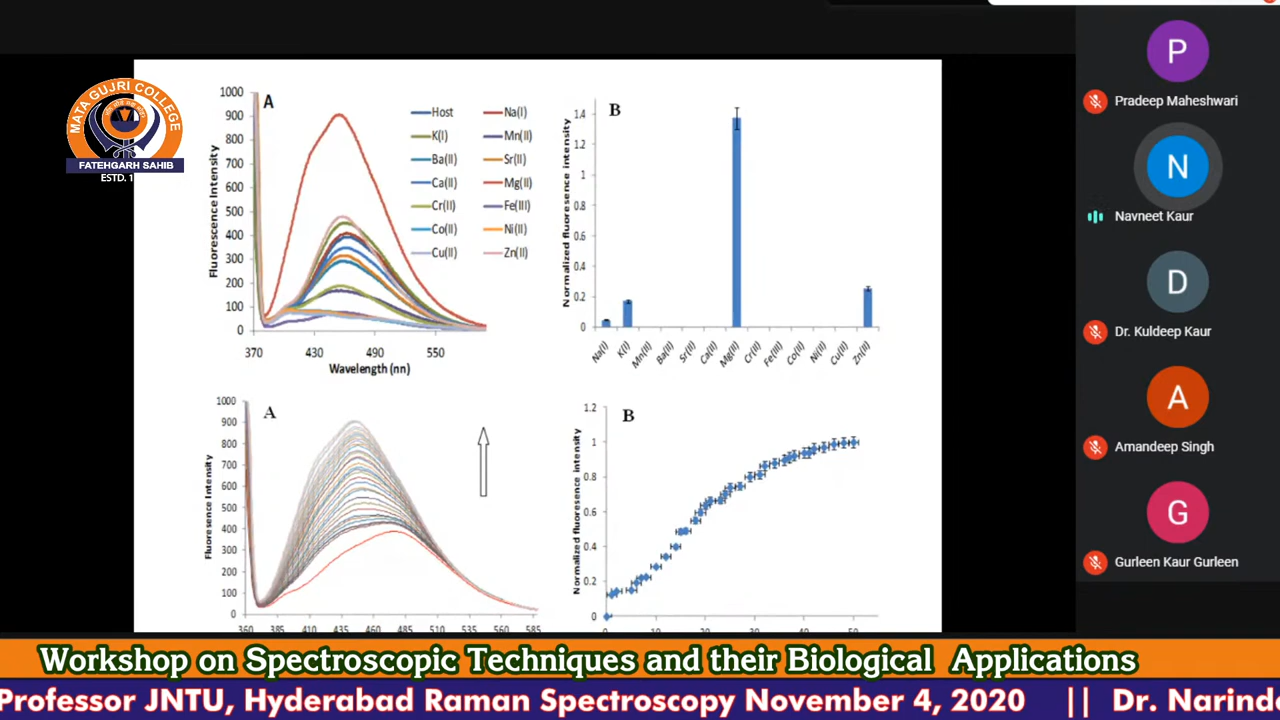 MATA GUJRI COLLEGE
FATEHGARH SAHIB
ESTD. 1
A
1000
900
800
700
600
500
400
300
200
100
0
Fluorescence Intensity
370
430
490
550
Wavelength (nn)
Host
Na(I)
K(I)
Mn(II)
Ba(II)
Sr(II)
Ca(II)
Mg(II)
Cr(II)
Fe(III)
Co(II)
Ni(II)
Cu(II)
Zn(II)
B
1.4
1.2
1
0.8
0.6
0.4
0.2
0
Normalized fluoresence intensity
Na(I)
K(I)
Mn(II)
Ba(II)
Sr(II)
Ca(II)
Mg(II)
Cr(II)
Fe(III)
Co(II)
Ni(II)
Cu(II)
Zn(II)
A
1000
900
800
700
600
500
400
300
200
100
0
Fluoresence Intensity
360
385
410
435
460
485
510
535
560
585
B
1.2
1
0.8
0.6
0.4
0.2
0
Normalized fluoresence intensity
0
10
20
30
40
50
P
Pradeep Maheshwari
N
Navneet Kaur
D
Dr. Kuldeep Kaur
A
Amandeep Singh
G
Gurleen Kaur Gurleen
Workshop on Spectroscopic Techniques and their Biological Applications
Professor JNTU, Hyderabad Raman Spectroscopy November 4, 2020 || Dr. Narind